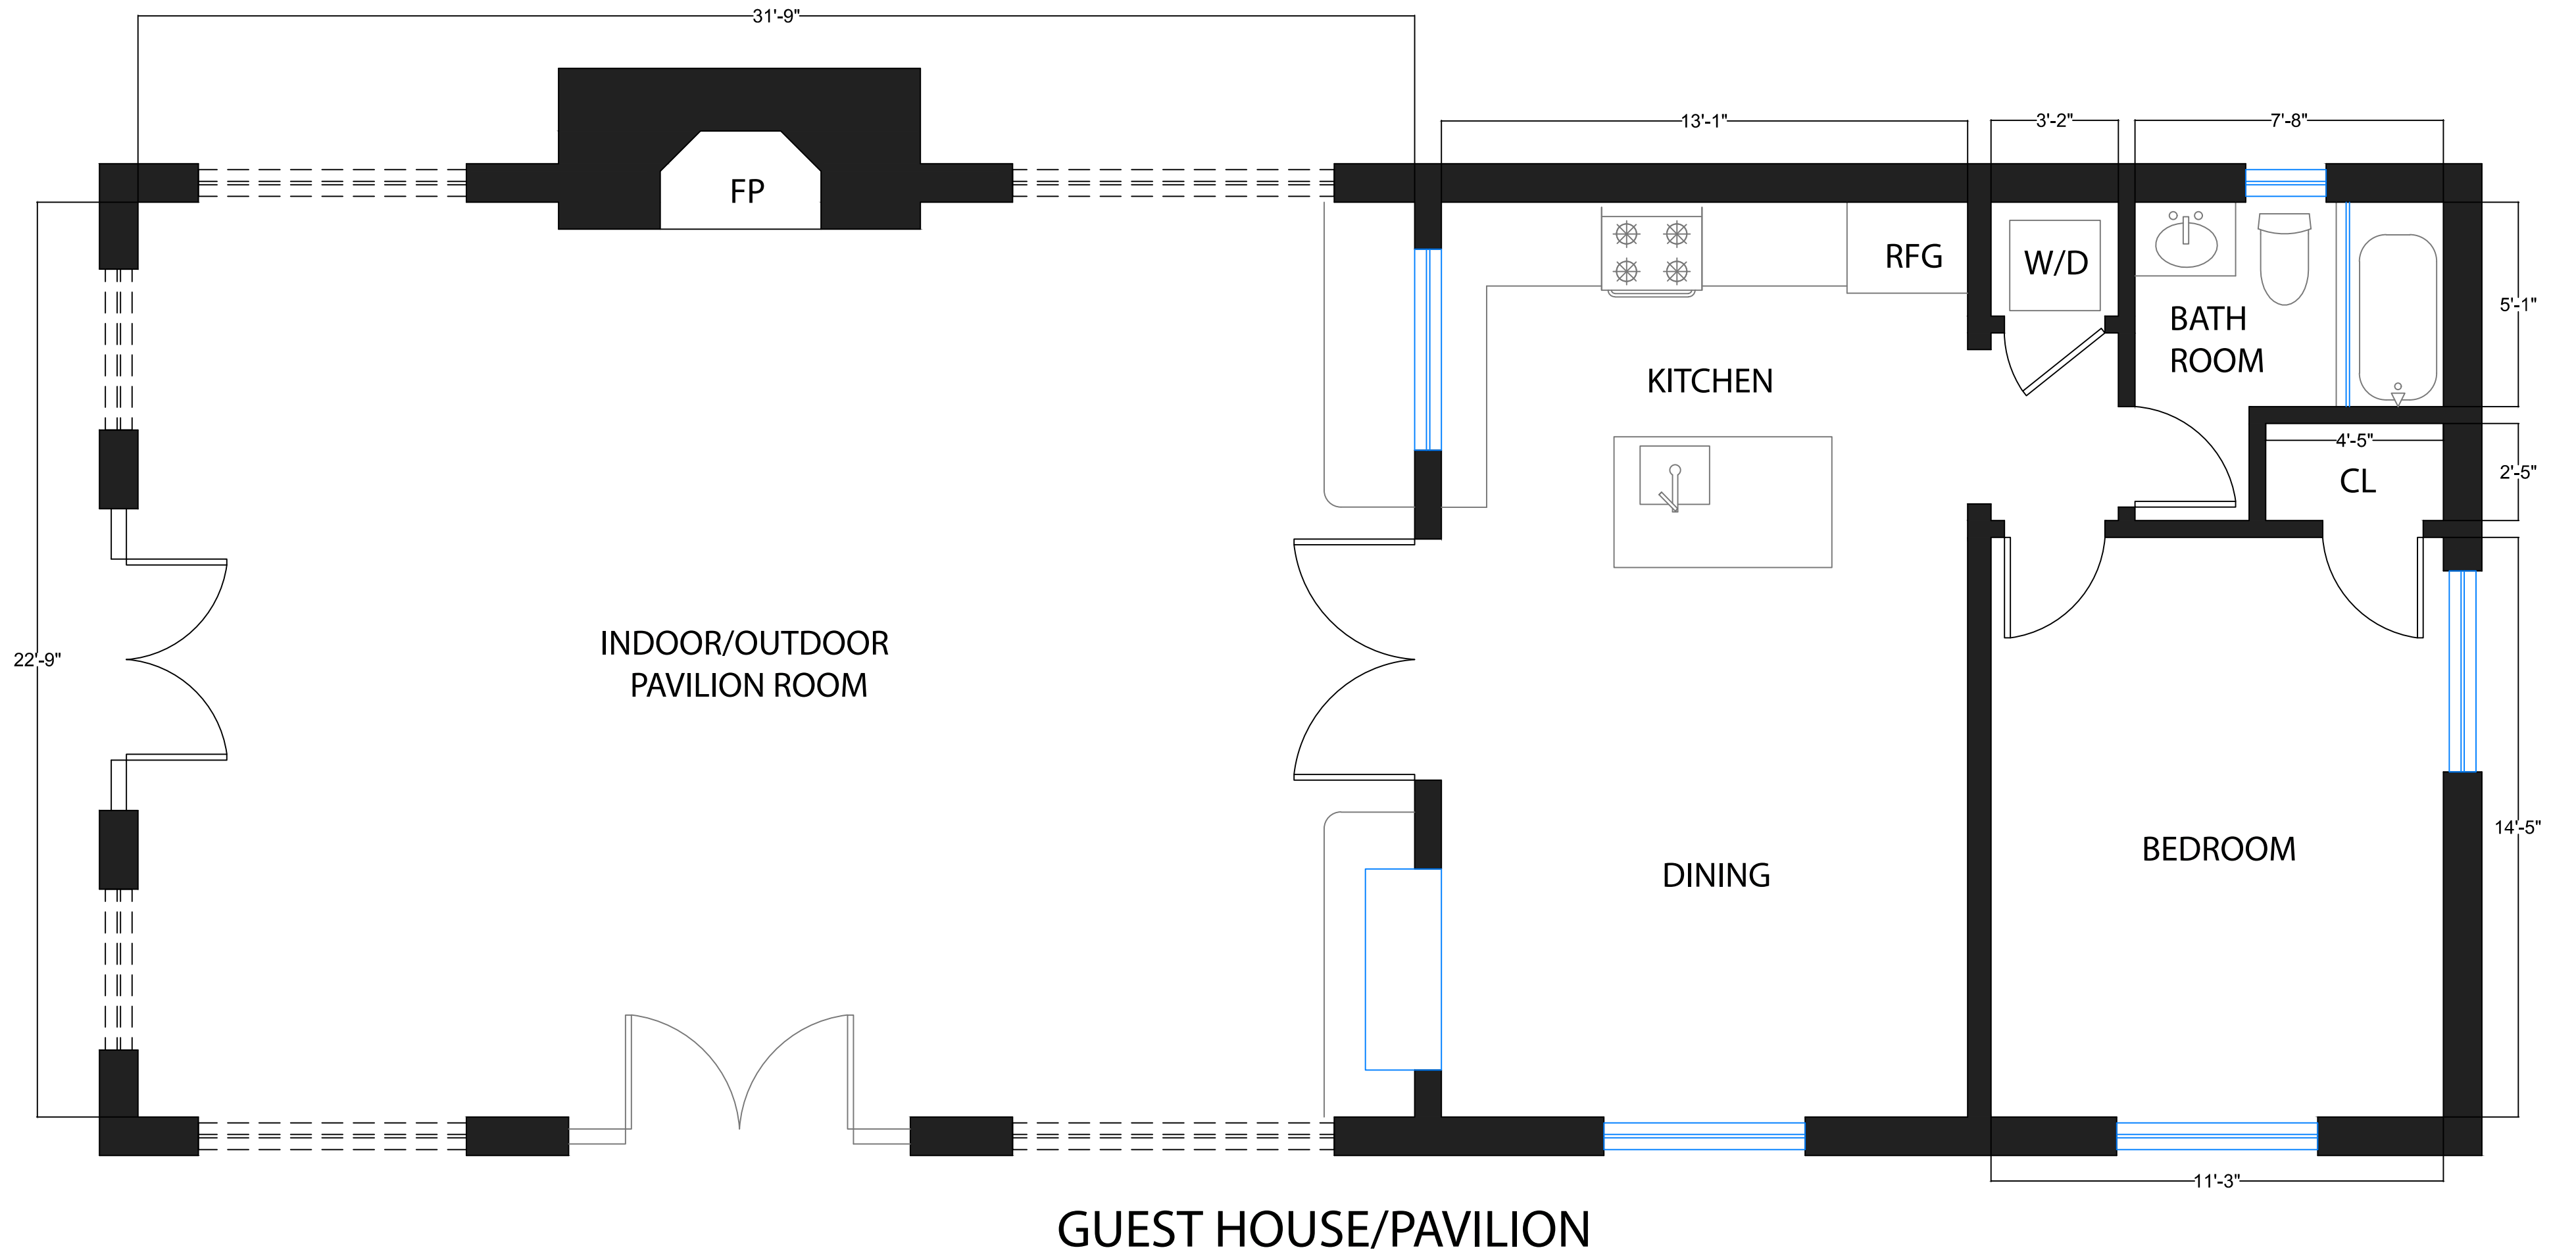 31'-9"
13'-1"
3'-2"
7'-8"
FP
RFG
W/D
BATH
ROOM
5'-1"
KITCHEN
4'-5"
CL
2'-5"
22'-9"
INDOOR/OUTDOOR
PAVILION ROOM
14'-5"
BEDROOM
DINING
11'-3"
GUEST HOUSE/PAVILION